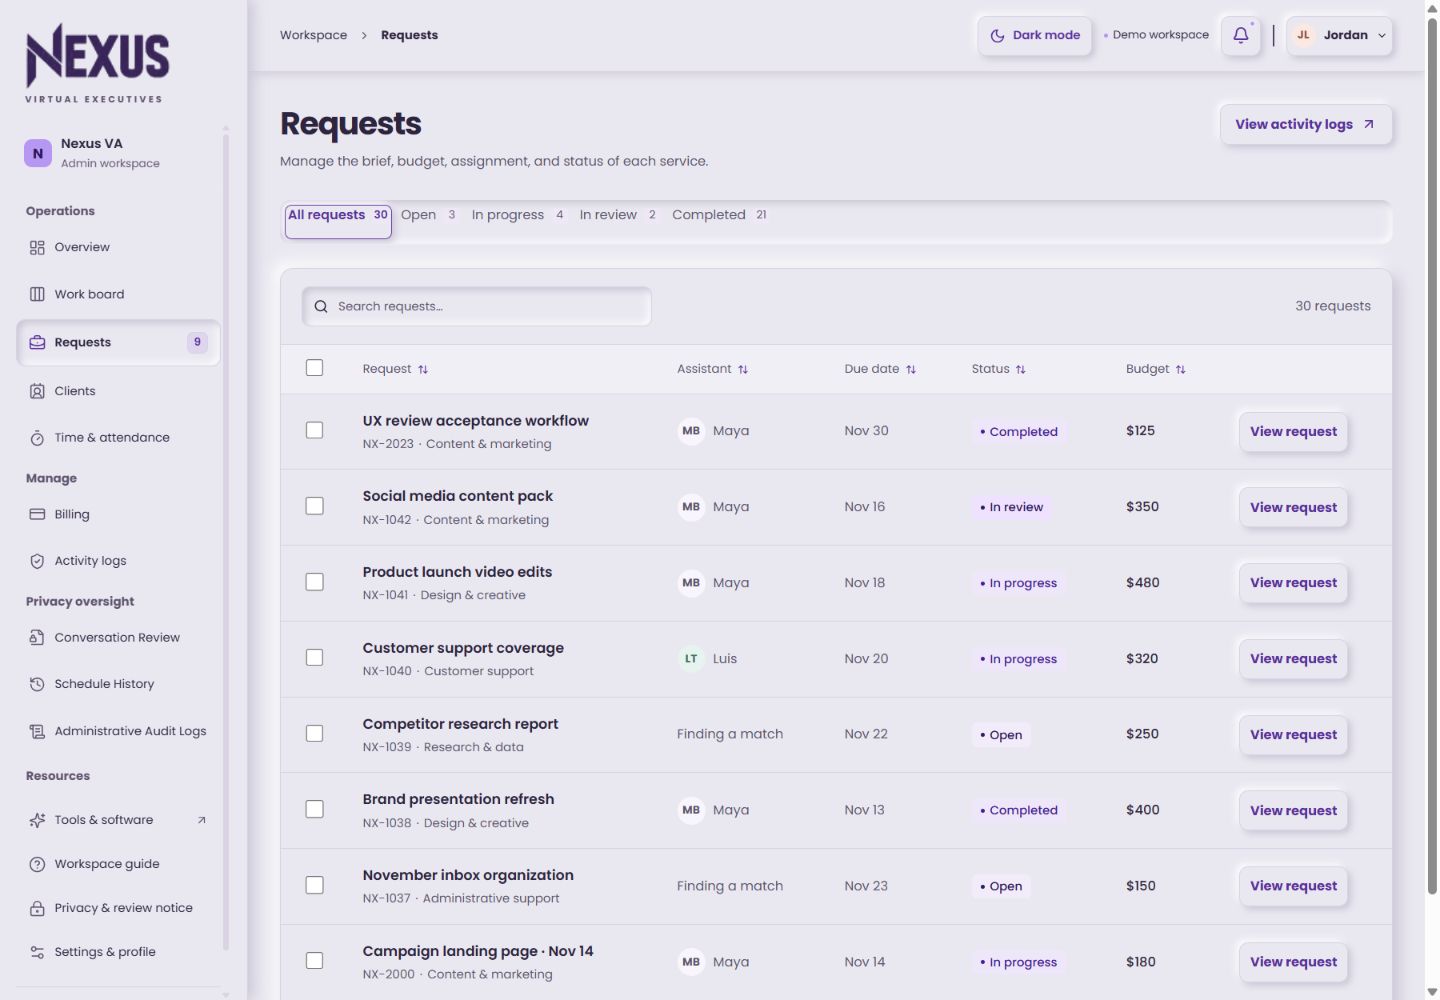 NEXUS
VIRTUAL EXECUTIVES
N
Nexus VA
Admin workspace
Operations
Overview
Work board
Requests 9
Clients
Time & attendance
Manage
Billing
Activity logs
Privacy oversight
Conversation Review
Schedule History
Administrative Audit Logs
Resources
Tools & software
Workspace guide
Privacy & review notice
Settings & profile
Workspace Requests
Dark mode
Demo workspace
JL Jordan
Requests
Manage the brief, budget, assignment, and status of each service.
View activity logs
All requests 30 Open 3 In progress 4 In review 2 Completed 21
Search requests...
30 requests
Request Assistant Due date Status Budget
UX review acceptance workflow
NX-2023 · Content & marketing
MB Maya Nov 30 • Completed $125 View request
Social media content pack
NX-1042 · Content & marketing
MB Maya Nov 16 • In review $350 View request
Product launch video edits
NX-1041 · Design & creative
MB Maya Nov 18 • In progress $480 View request
Customer support coverage
NX-1040 · Customer support
LT Luis Nov 20 • In progress $320 View request
Competitor research report
NX-1039 · Research & data
Finding a match Nov 22 • Open $250 View request
Brand presentation refresh
NX-1038 · Design & creative
MB Maya Nov 13 • Completed $400 View request
November inbox organization
NX-1037 · Administrative support
Finding a match Nov 23 • Open $150 View request
Campaign landing page · Nov 14
NX-2000 · Content & marketing
MB Maya Nov 14 • In progress $180 View request